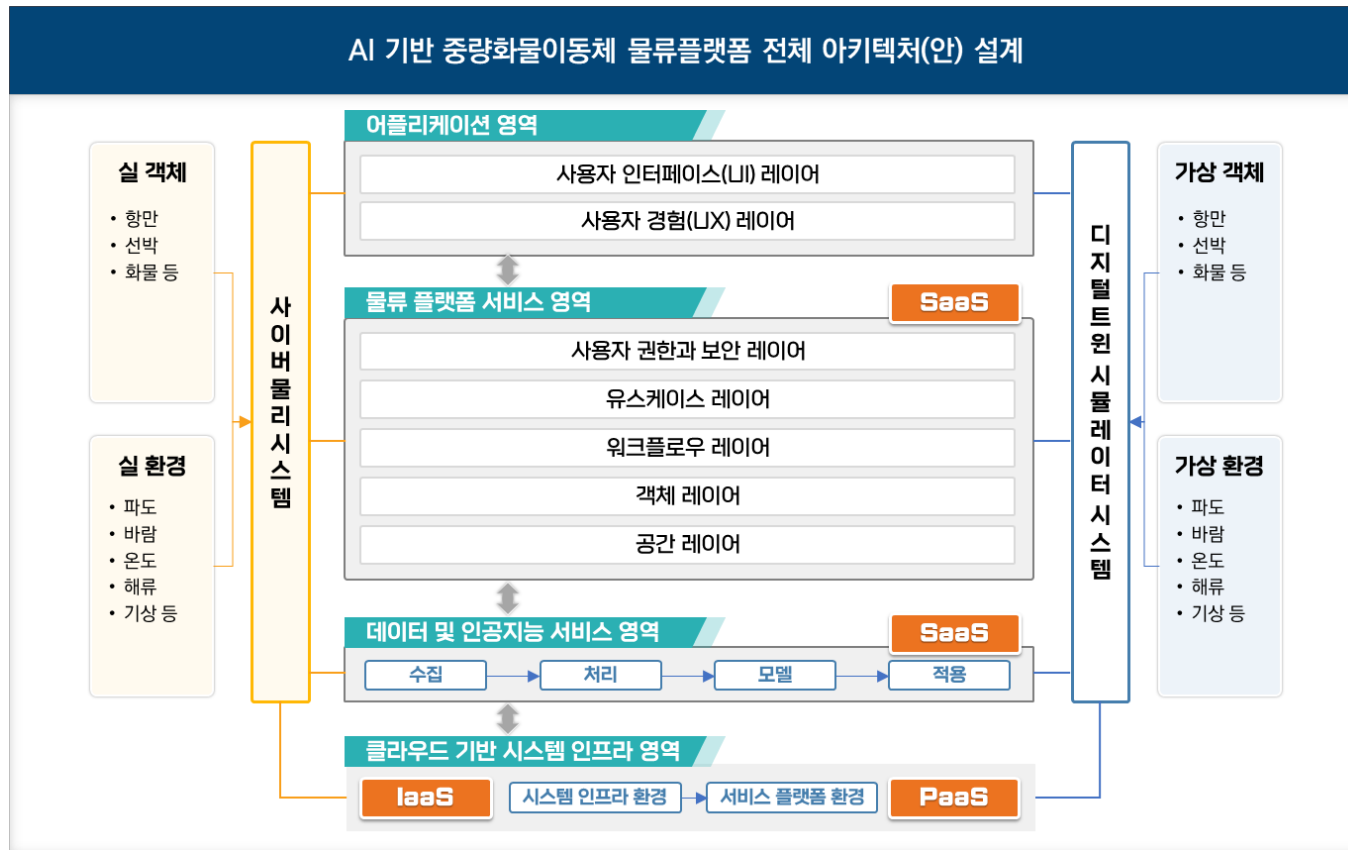 AI 기반 중량화물이동체 물류플랫폼 전체 아키텍처(안) 설계
실 객체
• 항만
• 선박
• 화물 등
실 환경
• 파도
• 바람
• 온도
• 해류
• 기상 등
사이버물리시스템
어플리케이션 영역
사용자 인터페이스(UI) 레이어
사용자 경험(UX) 레이어
물류 플랫폼 서비스 영역
SaaS
사용자 권한과 보안 레이어
유스케이스 레이어
워크플로우 레이어
객체 레이어
공간 레이어
데이터 및 인공지능 서비스 영역
SaaS
수집
처리
모델
적용
클라우드 기반 시스템 인프라 영역
IaaS
시스템 인프라 환경
서비스 플랫폼 환경
PaaS
디지털트윈 시뮬레이터 시스템
가상 객체
• 항만
• 선박
• 화물 등
가상 환경
• 파도
• 바람
• 온도
• 해류
• 기상 등